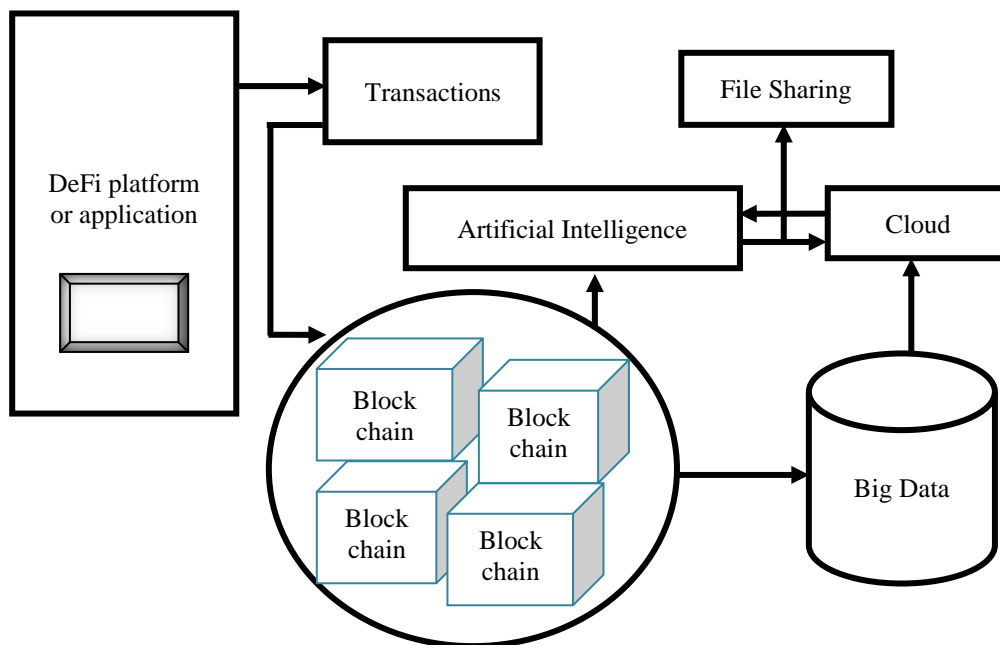 Transactions
File Sharing
DeFi platform
or application
Artificial Intelligence
Cloud
Block
chain
Block
chain
Block
chain
Block
chain
Big Data